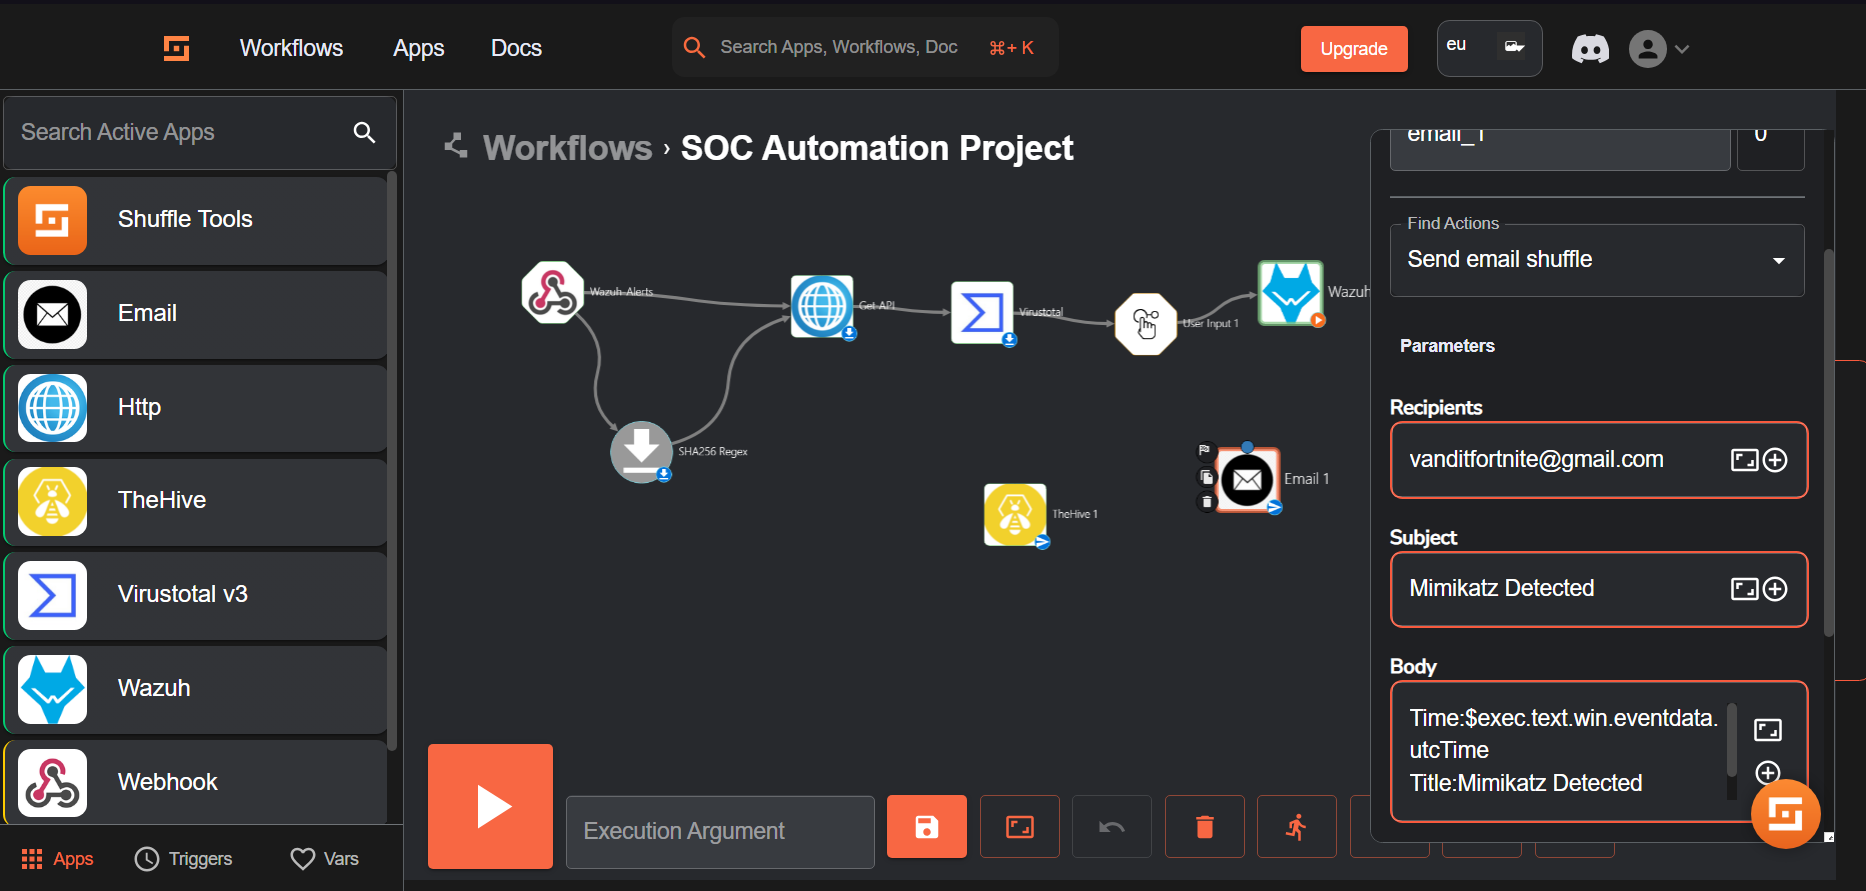 Workflows
Apps
Docs
Search Apps, Workflows, Doc
⌘+ K
Upgrade
eu
Search Active Apps
Shuffle Tools
Email
Http
TheHive
Virustotal v3
Wazuh
Webhook
Apps
Triggers
Vars
Workflows › SOC Automation Project
Wazuh-Alerts
Get API
Virustotal
User Input 1
Wazuh
SHA256 Regex
TheHive 1
Email 1
Execution Argument
email_1
0
Find Actions
Send email shuffle
Parameters
Recipients
vanditfortnite@gmail.com
Subject
Mimikatz Detected
Body
Time:$exec.text.win.eventdata.
utcTime
Title:Mimikatz Detected